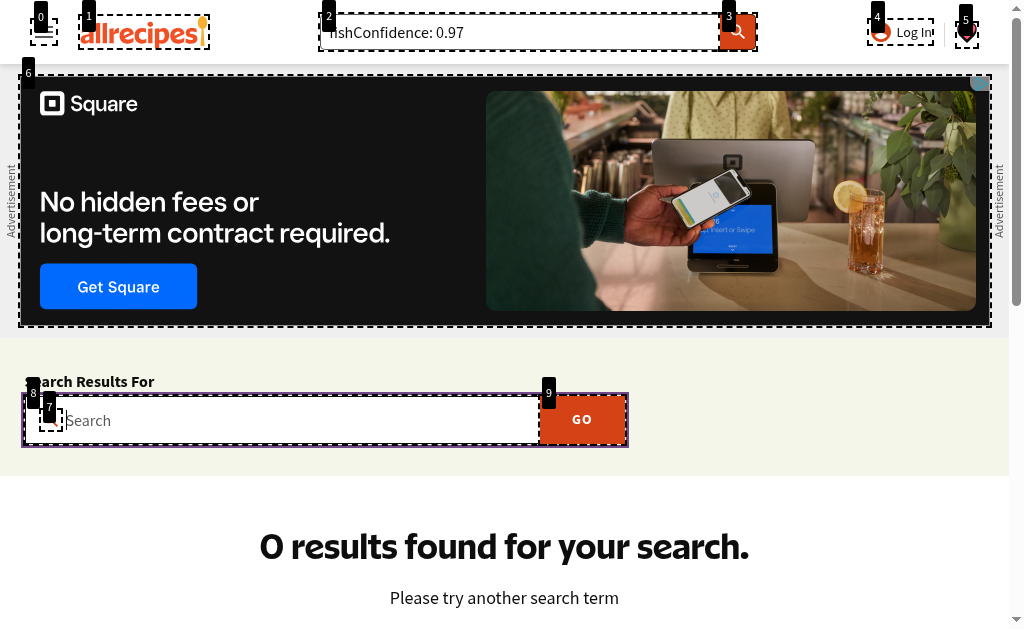 0
1
allrecipes
2
fishConfidence: 0.97
3
4
Log In
5
6
Advertisement
Square
No hidden fees or
long-term contract required.
Get Square
Advertisement
Search Results For
8
7
Search
9
GO
0 results found for your search.
Please try another search term